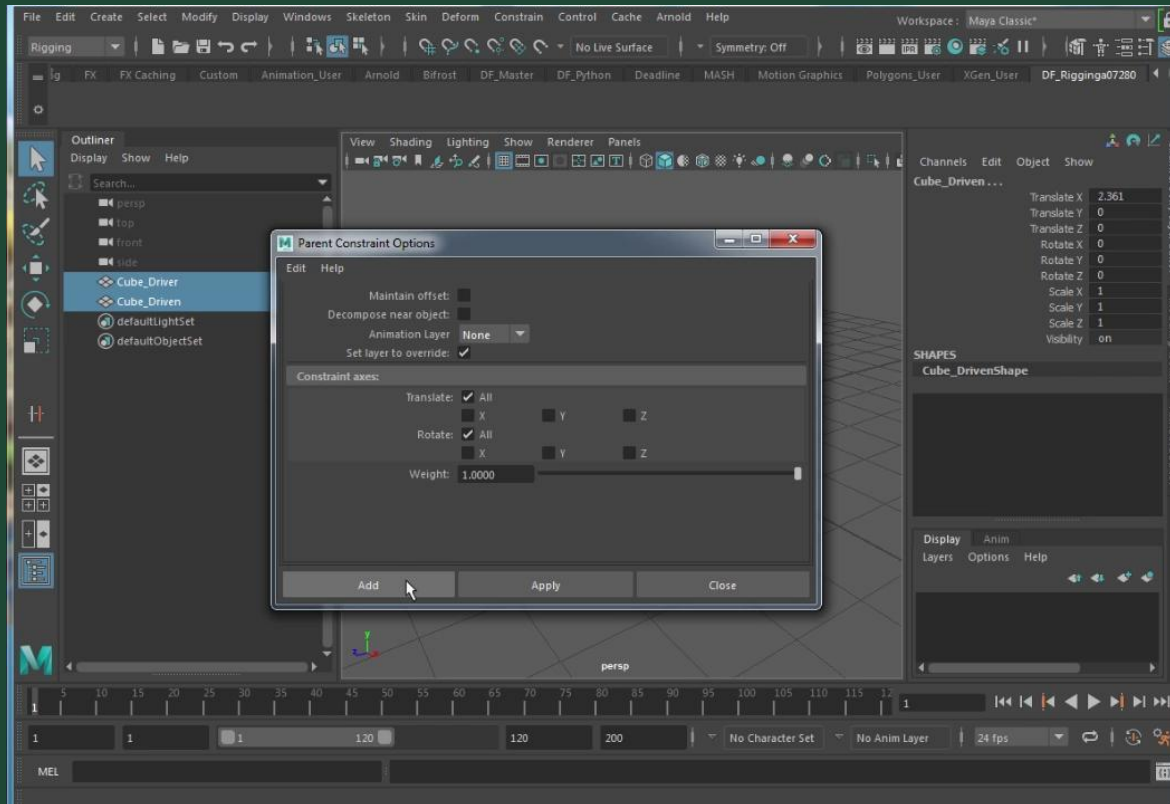 File Edit Create Select Modify Display Windows Skeleton Skin Deform Constrain Control Cache Arnold Help
Workspace : Maya Classic*
Rigging
No Live Surface
Symmetry: Off
FX FX Caching Custom Animation_User Arnold Bifrost DF_Master DF_Python Deadline MASH Motion Graphics Polygons_User XGen_User DF_Rigginga07280
Outliner
Display Show Help
Search...
persp
top
front
side
Cube_Driver
Cube_Driven
defaultLightSet
defaultObjectSet
View Shading Lighting Show Renderer Panels
Parent Constraint Options
Edit Help
Maintain offset:
Decompose near object:
Animation Layer None
Set layer to override:
Constraint axes:
Translate: All
X Y Z
Rotate: All
X Y Z
Weight: 1.0000
Add Apply Close
persp
Channels Edit Object Show
Cube_Driven . . .
Translate X 2.361
Translate Y 0
Translate Z 0
Rotate X 0
Rotate Y 0
Rotate Z 0
Scale X 1
Scale Y 1
Scale Z 1
Visibility on
SHAPES
Cube_DrivenShape
Display Anim
Layers Options Help
5 10 15 20 25 30 35 40 45 50 55 60 65 70 75 80 85 90 95 100 105 110 115 12
1
1
1 1 1 120 120 200 No Character Set No Anim Layer 24 fps
MEL